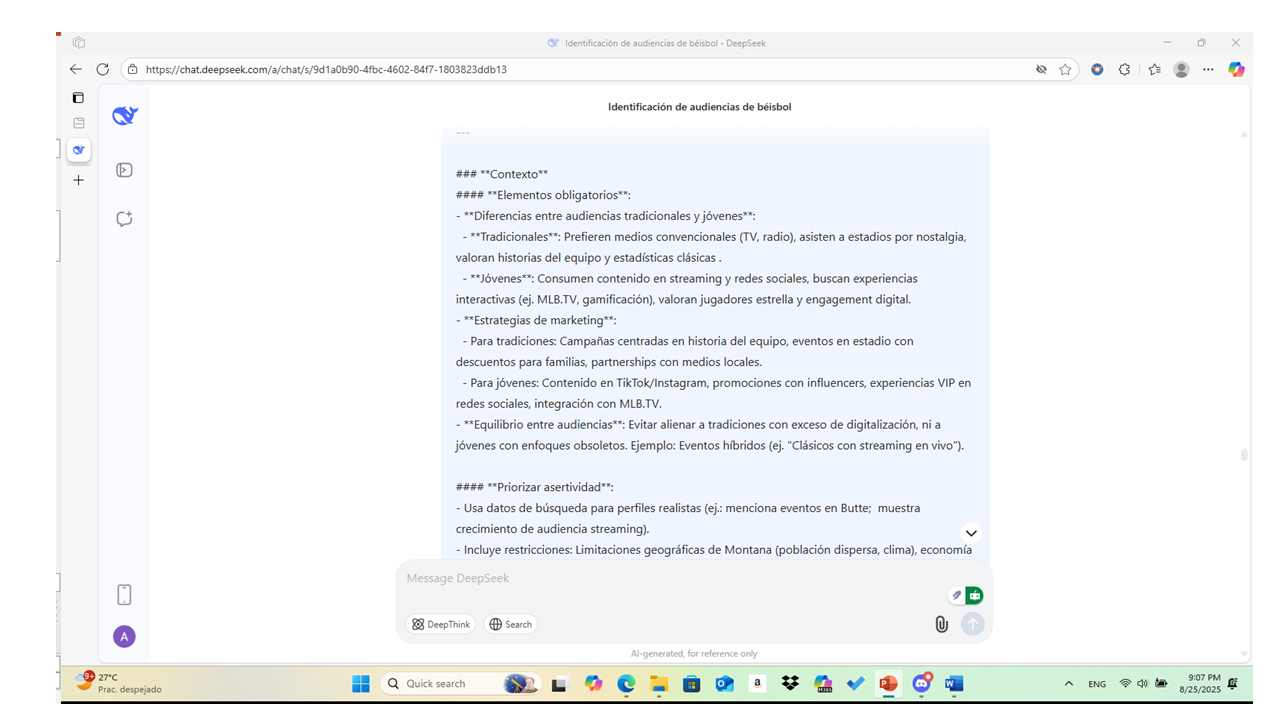 Identificación de audiencias de béisbol - DeepSeek
https://chat.deepseek.com/a/chat/s/9d1a0b90-4fbc-4602-84f7-1803823ddb13
Identificación de audiencias de béisbol
---
### **Contexto**
#### **Elementos obligatorios**:
- **Diferencias entre audiencias tradicionales y jóvenes**:
- **Tradicionales**: Prefieren medios convencionales (TV, radio), asisten a estadios por nostalgia,
valoran historias del equipo y estadísticas clásicas .
- **Jóvenes**: Consumen contenido en streaming y redes sociales, buscan experiencias
interactivas (ej. MLB.TV, gamificación), valoran jugadores estrella y engagement digital.
- **Estrategias de marketing**:
- Para tradiciones: Campañas centradas en historia del equipo, eventos en estadio con
descuentos para familias, partnerships con medios locales.
- Para jóvenes: Contenido en TikTok/Instagram, promociones con influencers, experiencias VIP en
redes sociales, integración con MLB.TV.
- **Equilibrio entre audiencias**: Evitar alienar a tradiciones con exceso de digitalización, ni a
jóvenes con enfoques obsoletos. Ejemplo: Eventos híbridos (ej. "Clásicos con streaming en vivo").
#### **Priorizar asertividad**:
- Usa datos de búsqueda para perfiles realistas (ej.: menciona eventos en Butte;  muestra
crecimiento de audiencia streaming).
- Incluye restricciones: Limitaciones geográficas de Montana (población dispersa, clima), economía
Message DeepSeek
DeepThink
Search
A
AI-generated, for reference only
9+
27°C
Prac. despejado
Quick search
a
M365
ENG
9:07 PM
8/25/2025